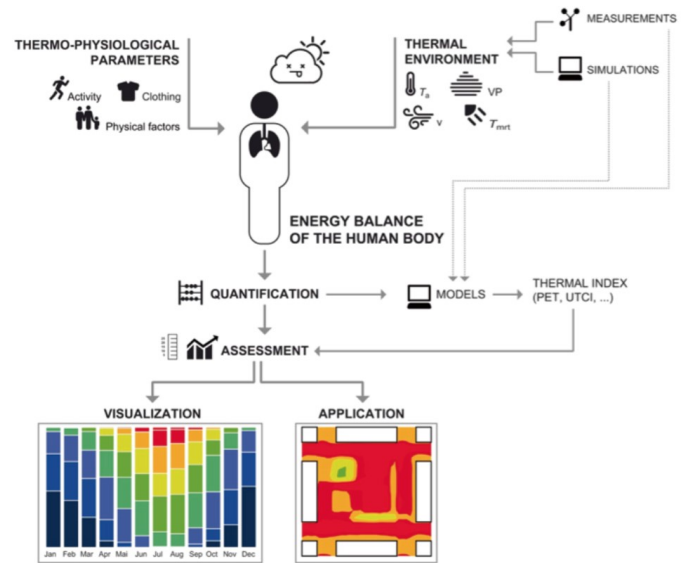 MEASUREMENTS
THERMO-PHYSIOLOGICAL
PARAMETERS
THERMAL
ENVIRONMENT
SIMULATIONS
Activity
Clothing
Physical factors
Ta
VP
v
Tmrt
ENERGY BALANCE
OF THE HUMAN BODY
QUANTIFICATION
MODELS
THERMAL INDEX
(PET, UTCI, ...)
ASSESSMENT
VISUALIZATION
APPLICATION
Jan Feb Mar Apr Mai Jun Jul Aug Sep Oct Nov Dec